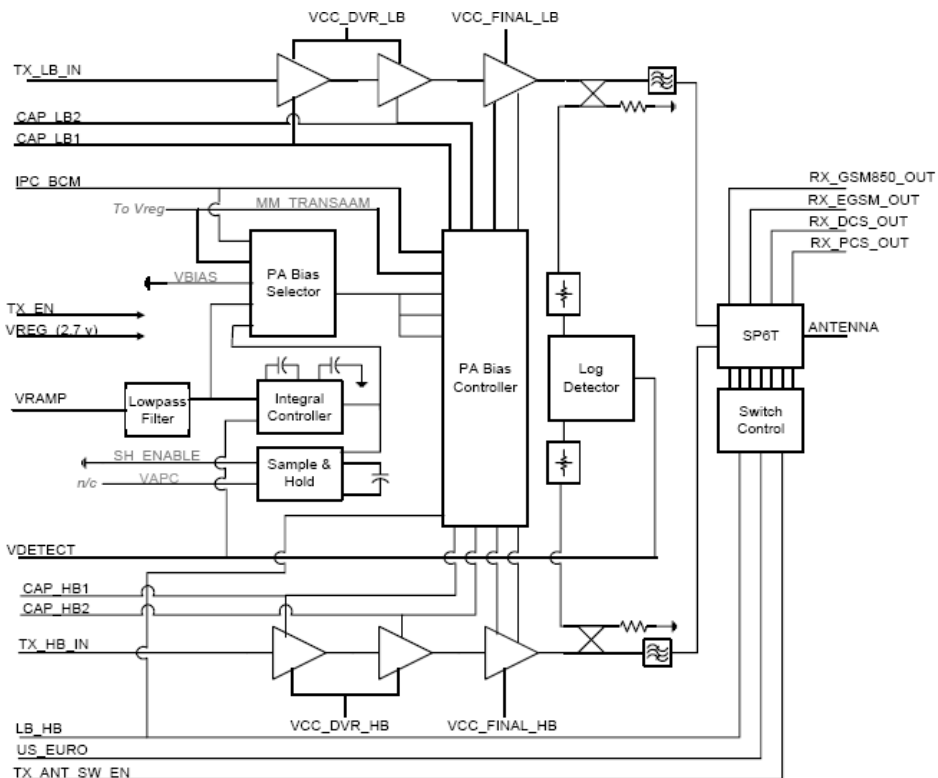 VCC_DVR_LB
VCC_FINAL_LB
TX_LB_IN
CAP_LB2
CAP_LB1
IPC_BCM
To Vreg
MM_TRANSAAM
RX_GSM850_OUT
RX_EGSM_OUT
RX_DCS_OUT
RX_PCS_OUT
PA Bias
Selector
VBIAS
TX_EN
VREG (2.7 v)
PA Bias
Controller
Log
Detector
SP6T
ANTENNA
VRAMP
Lowpass
Filter
Integral
Controller
Switch
Control
SH_ENABLE
n/c
VAPC
Sample &
Hold
VDETECT
CAP_HB1
CAP_HB2
TX_HB_IN
VCC_DVR_HB
VCC_FINAL_HB
LB_HB
US_EURO
TX_ANT_SW_EN